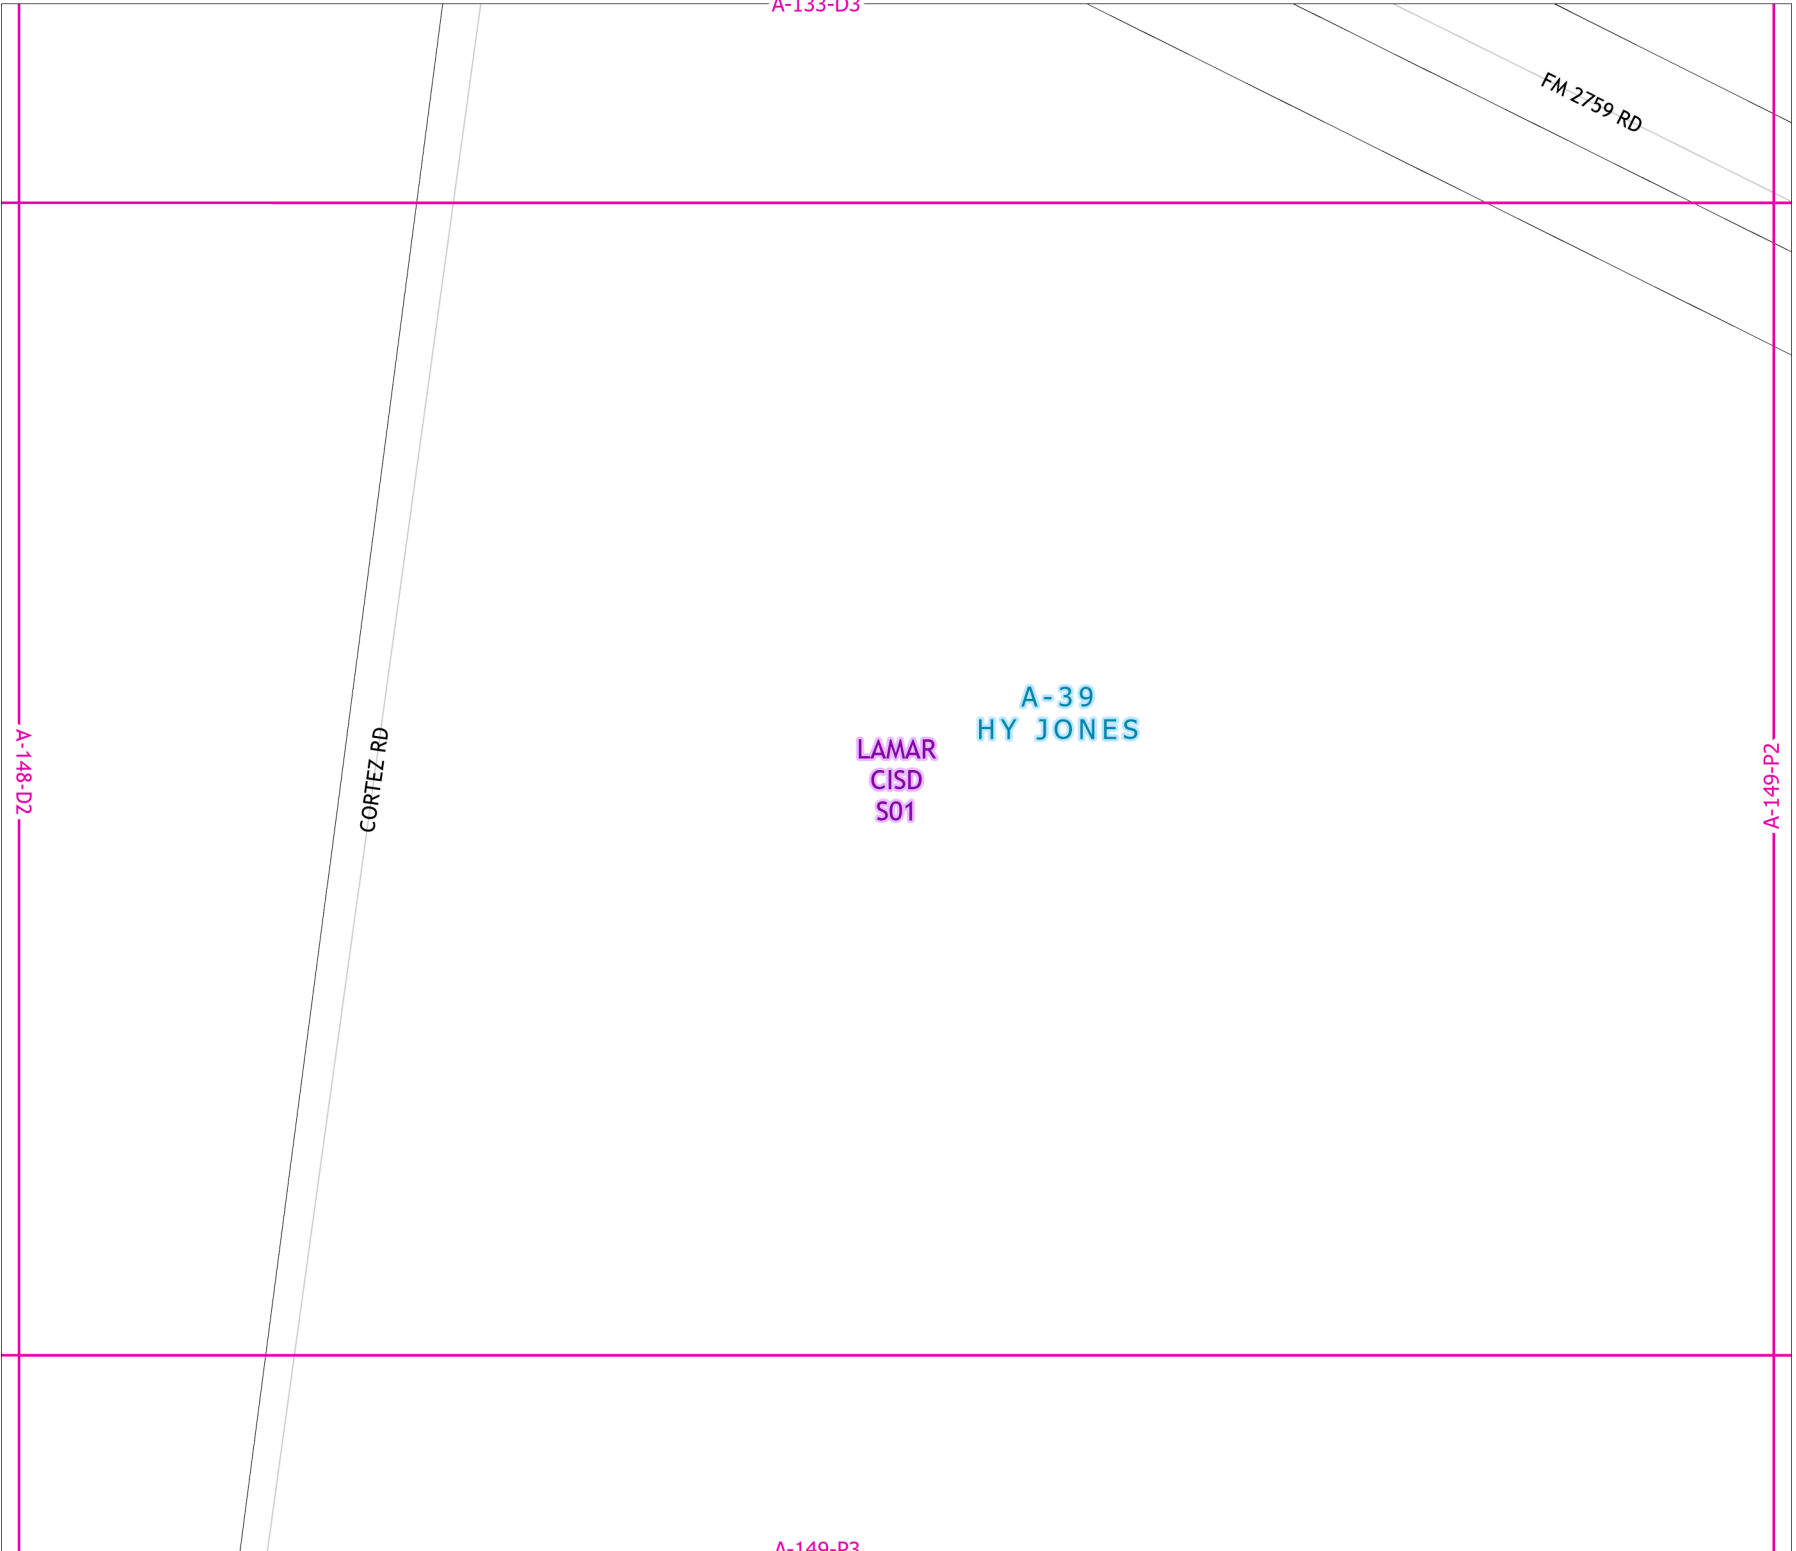 A-133-D3
FM 2759 RD
A-39
HY JONES
LAMAR
CISD
S01
A-148-D2
CORTEZ RD
A-149-P2
A-149-P3